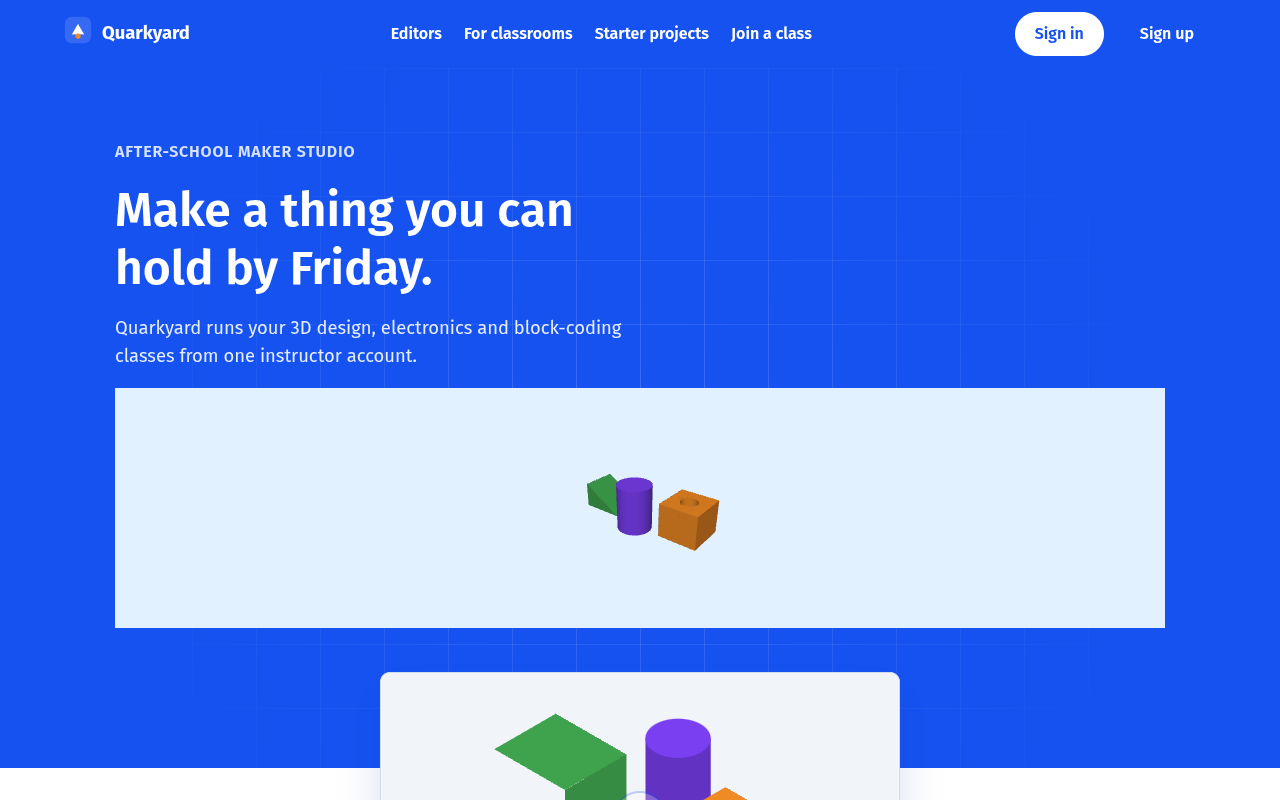 Quarkyard
Editors
For classrooms
Starter projects
Join a class
Sign in
Sign up
AFTER-SCHOOL MAKER STUDIO
Make a thing you can
hold by Friday.
Quarkyard runs your 3D design, electronics and block-coding
classes from one instructor account.